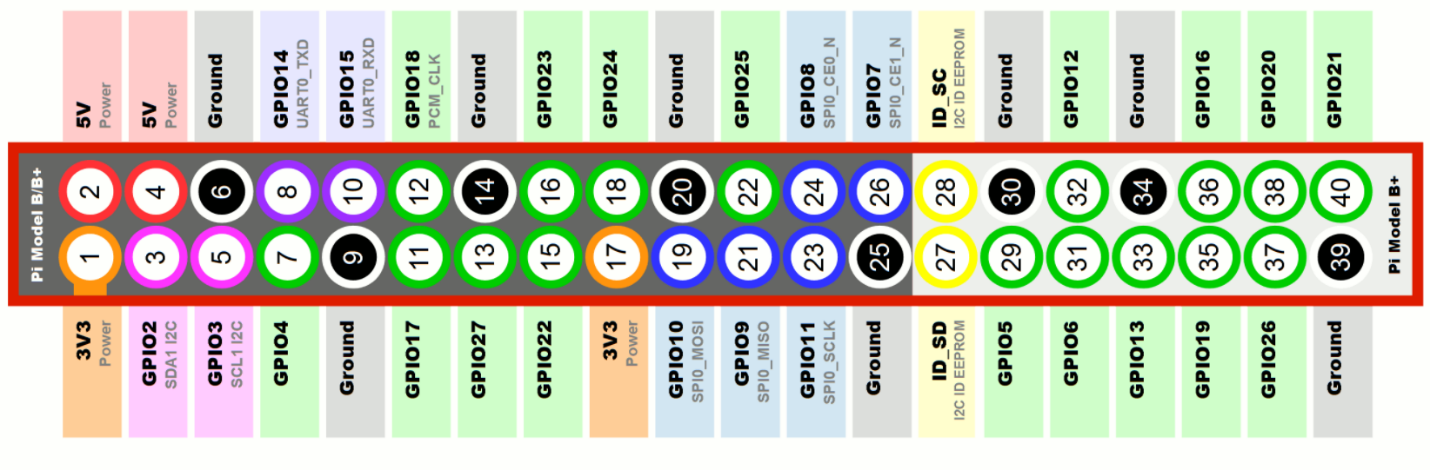 5V
Power
5V
Power
Ground
GPIO14
UART0_TXD
GPIO15
UART0_RXD
GPIO18
PCM_CLK
Ground
GPIO23
GPIO24
Ground
GPIO25
GPIO8
SPI0_CE0_N
GPIO7
SPI0_CE1_N
ID_SC
I2C ID EEPROM
Ground
GPIO12
Ground
GPIO16
GPIO20
GPIO21
Pi Model B/B+
2
4
6
8
10
12
14
16
18
20
22
24
26
28
30
32
34
36
38
40
1
3
5
7
9
11
13
15
17
19
21
23
25
27
29
31
33
35
37
39
Pi Model B+
3V3
Power
GPIO2
SDA1 I2C
GPIO3
SCL1 I2C
GPIO4
Ground
GPIO17
GPIO27
GPIO22
3V3
Power
GPIO10
SPI0_MOSI
GPIO9
SPI0_MISO
GPIO11
SPI0_SCLK
Ground
ID_SD
I2C ID EEPROM
GPIO5
GPIO6
GPIO13
GPIO19
GPIO26
Ground